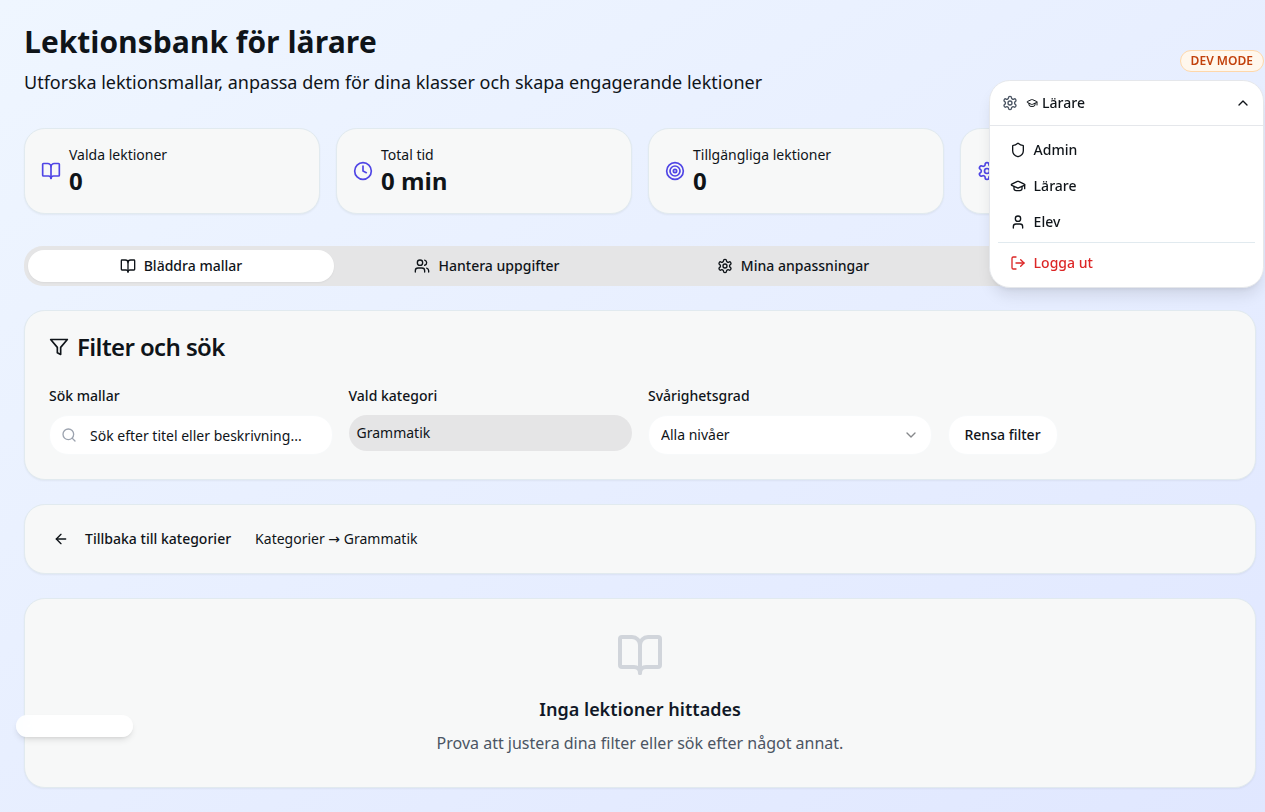 Lektionsbank för lärare
Utforska lektionsmallar, anpassa dem för dina klasser och skapa engagerande lektioner
DEV MODE
Lärare
Admin
Lärare
Elev
Logga ut
Valda lektioner
0
Total tid
0 min
Tillgängliga lektioner
0
Bläddra mallar
Hantera uppgifter
Mina anpassningar
Filter och sök
Sök mallar
Sök efter titel eller beskrivning...
Vald kategori
Grammatik
Svårighetsgrad
Alla nivåer
Rensa filter
Tillbaka till kategorier
Kategorier → Grammatik
Inga lektioner hittades
Prova att justera dina filter eller sök efter något annat.